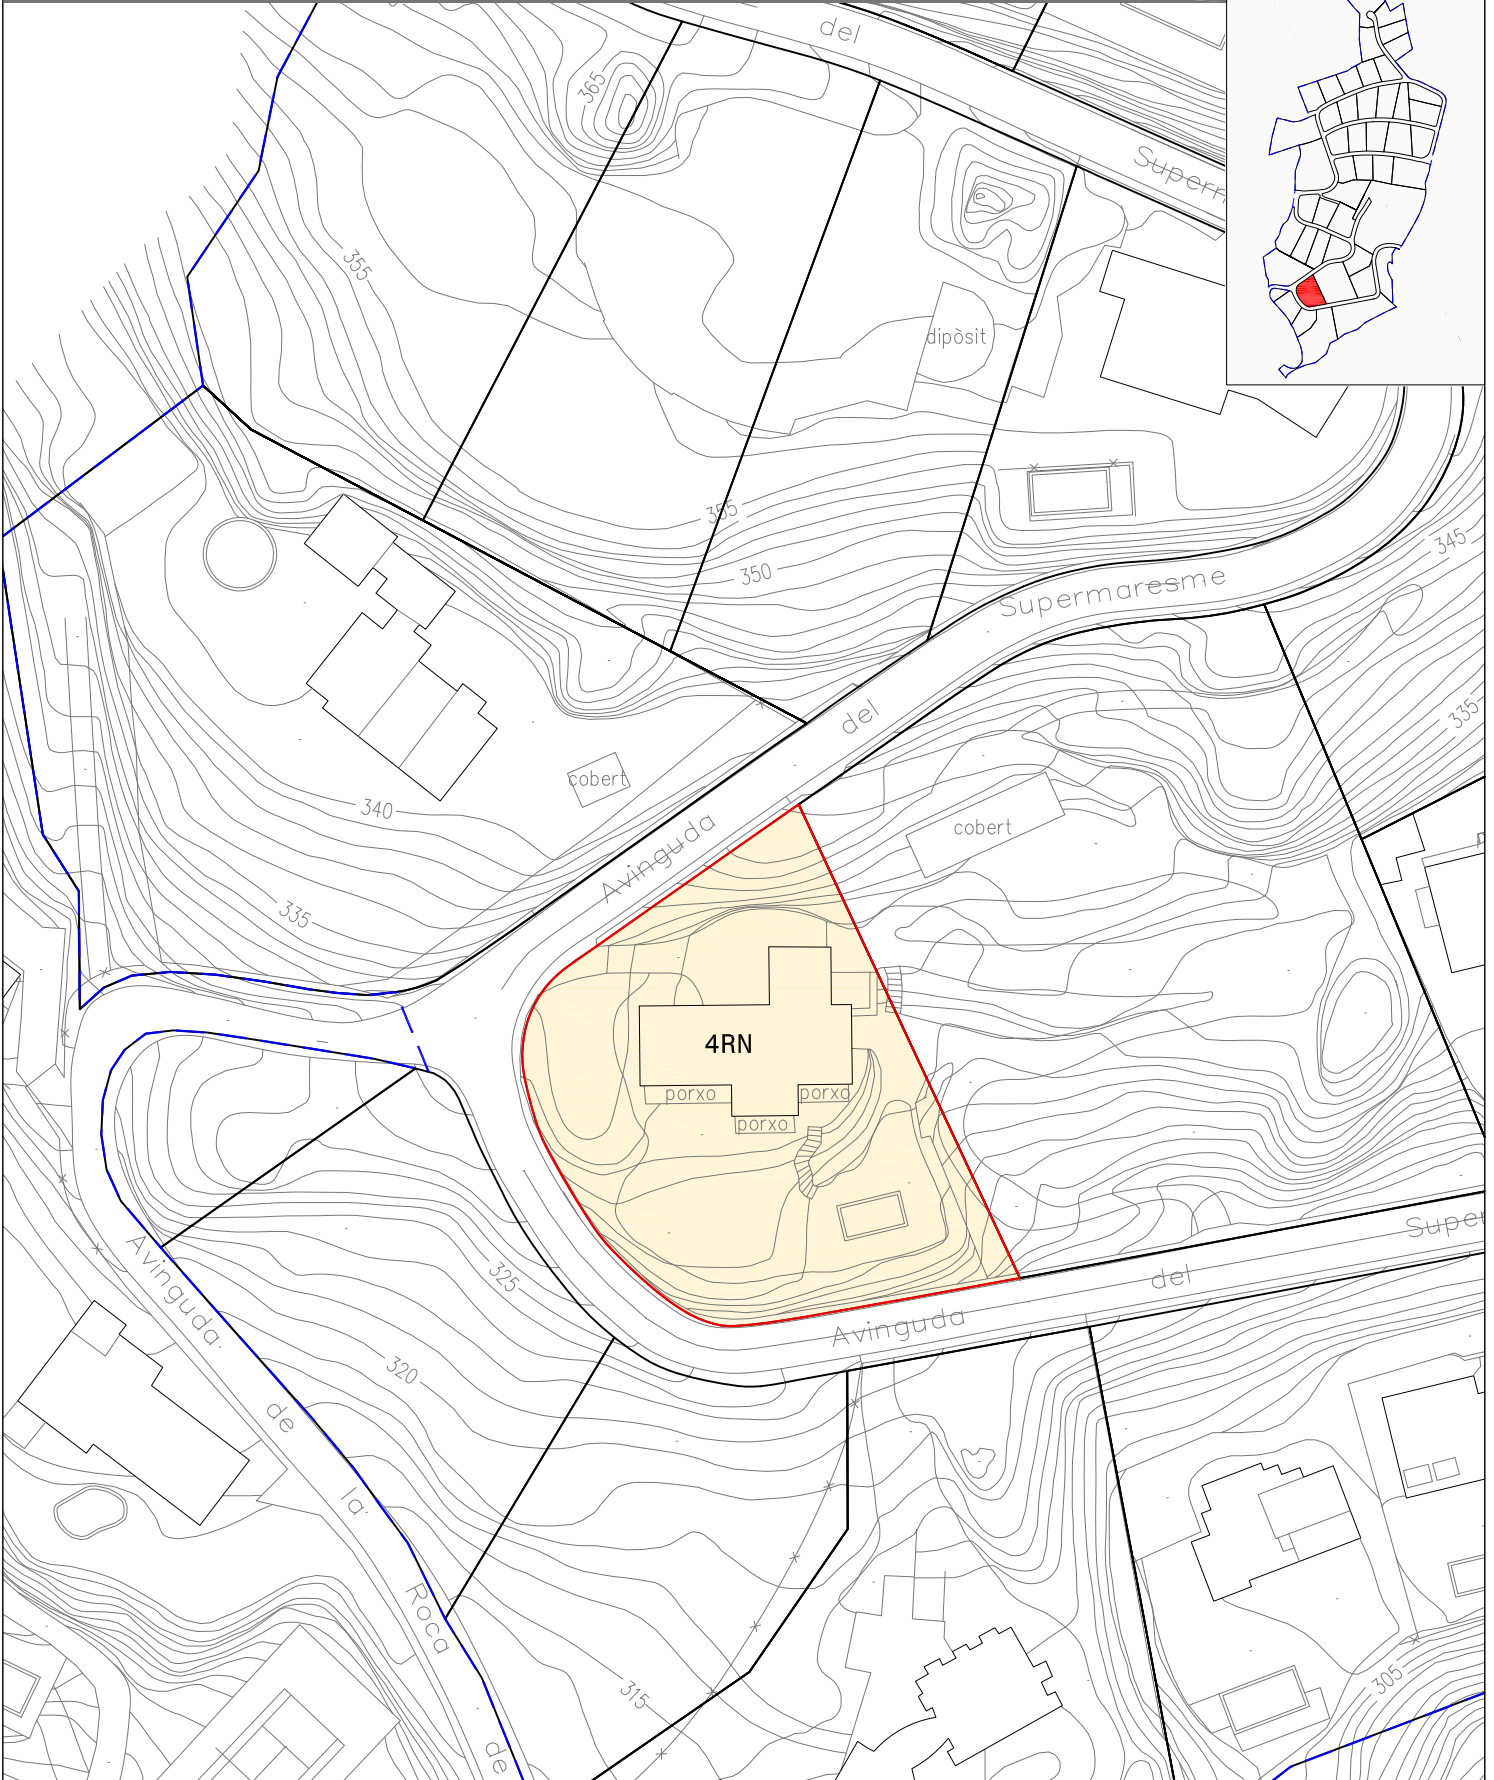 del
365
Superm
355
dipòsit
355
345
350
Supermaresme
335
del
cobert
340
cobert
Avinguda
335
4RN
porxo
porxo
porxo
Super
Avinguda
del
325
Avinguda
320
de
la
Roca
305
315
de